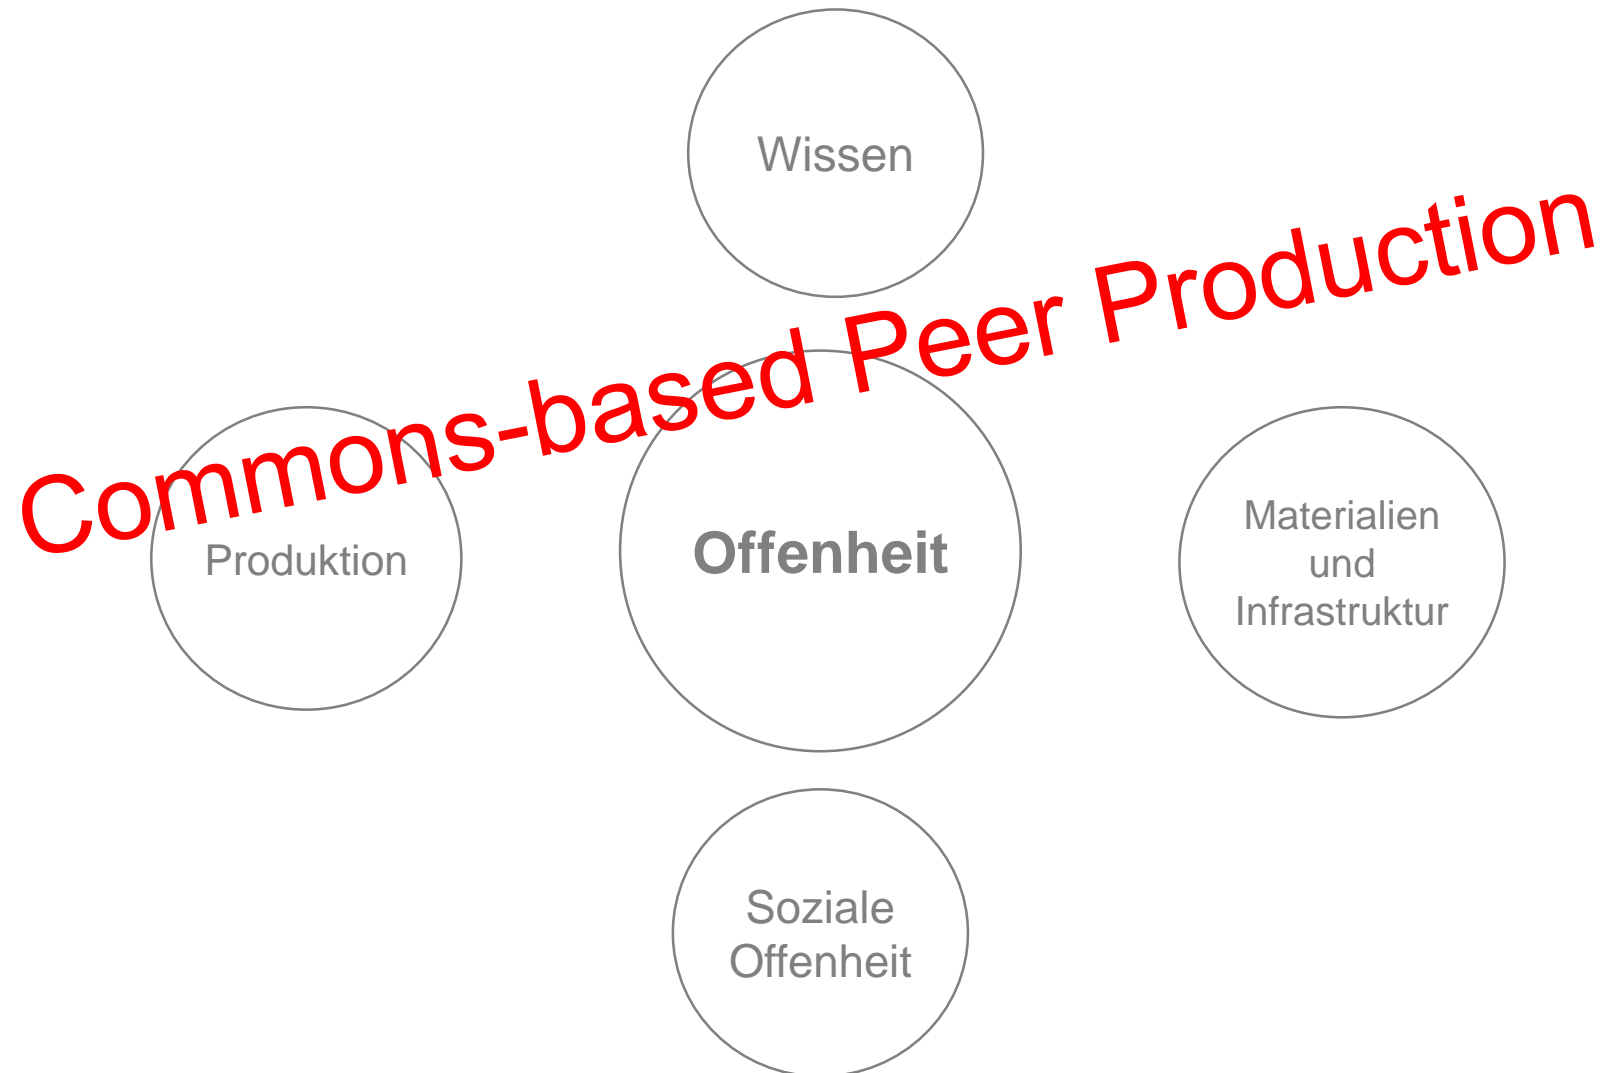 Wissen
Commons-based Peer Production
Produktion
Offenheit
Materialien
und
Infrastruktur
Soziale
Offenheit